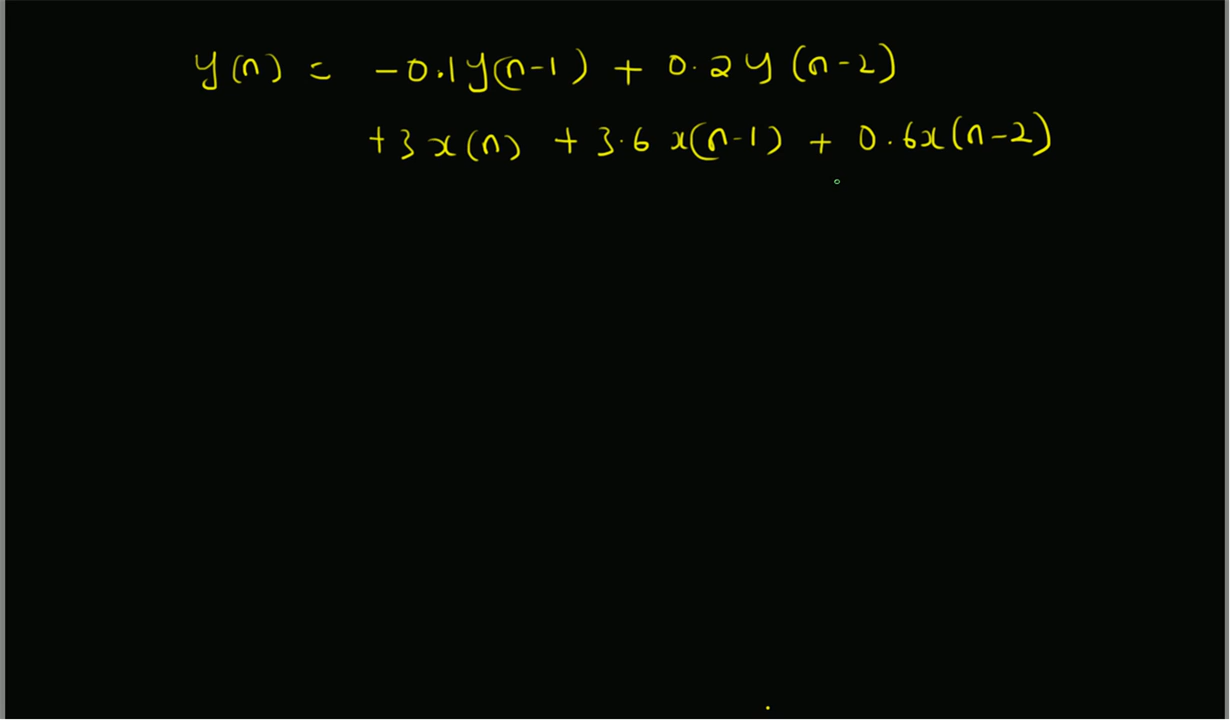 y(n) = -0.1y(n-1) + 0.2y(n-2)
+3x(n) + 3.6x(n-1) + 0.6x(n-2)